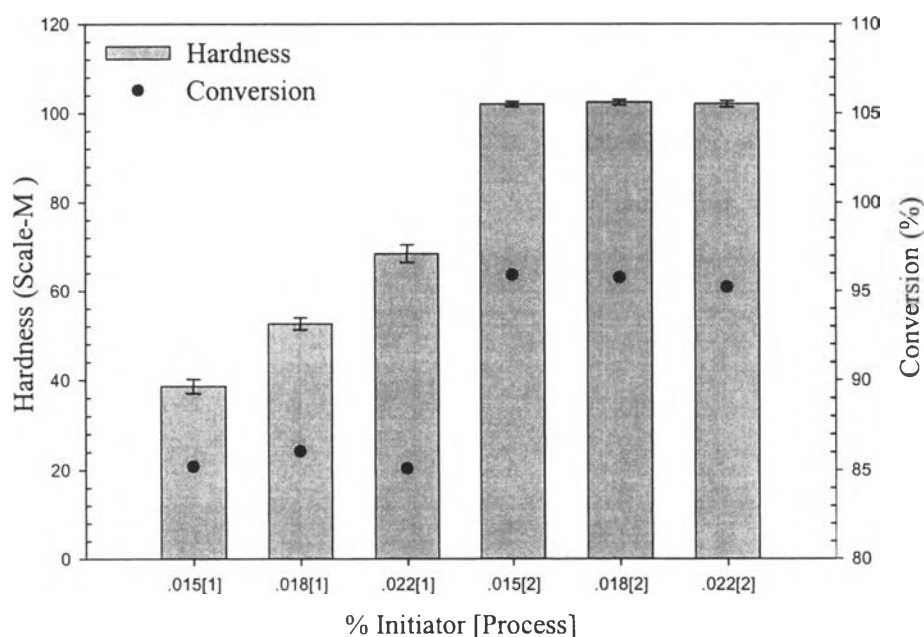 Hardness
Conversion
Hardness (Scale-M )
120
100
80
60
40
20
0
Conversion (%)
110
105
100
95
90
85
80
.015[1] .018[1] .022[1] .015[2] .018[2] .022[2]
% Initiator [Process]